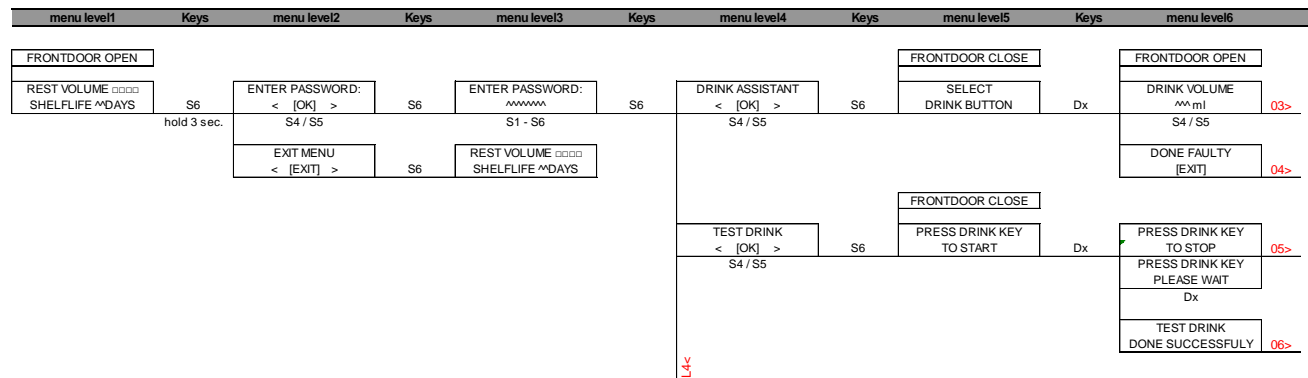 menu level1 Keys menu level2 Keys menu level3 Keys menu level4 Keys menu level5 Keys menu level6
FRONTDOOR OPEN FRONTDOOR CLOSE FRONTDOOR OPEN
REST VOLUME □□□□ ENTER PASSWORD: ENTER PASSWORD: DRINK ASSISTANT SELECT DRINK VOLUME
SHELFLIFE ^^DAYS S6 < [OK] > S6 ^^^^^^^ S6 < [OK] > S6 DRINK BUTTON Dx ^^^ ml 03>
hold 3 sec. S4 / S5 S1 - S6 S4 / S5 S4 / S5
EXIT MENU REST VOLUME □□□□ DONE FAULTY
< [EXIT] > S6 SHELFLIFE ^^DAYS [EXIT] 04>
FRONTDOOR CLOSE
TEST DRINK PRESS DRINK KEY PRESS DRINK KEY
< [OK] > S6 TO START Dx TO STOP 05>
S4 / S5 PRESS DRINK KEY
PLEASE WAIT
Dx
TEST DRINK
DONE SUCCESSFULY 06>
L4<